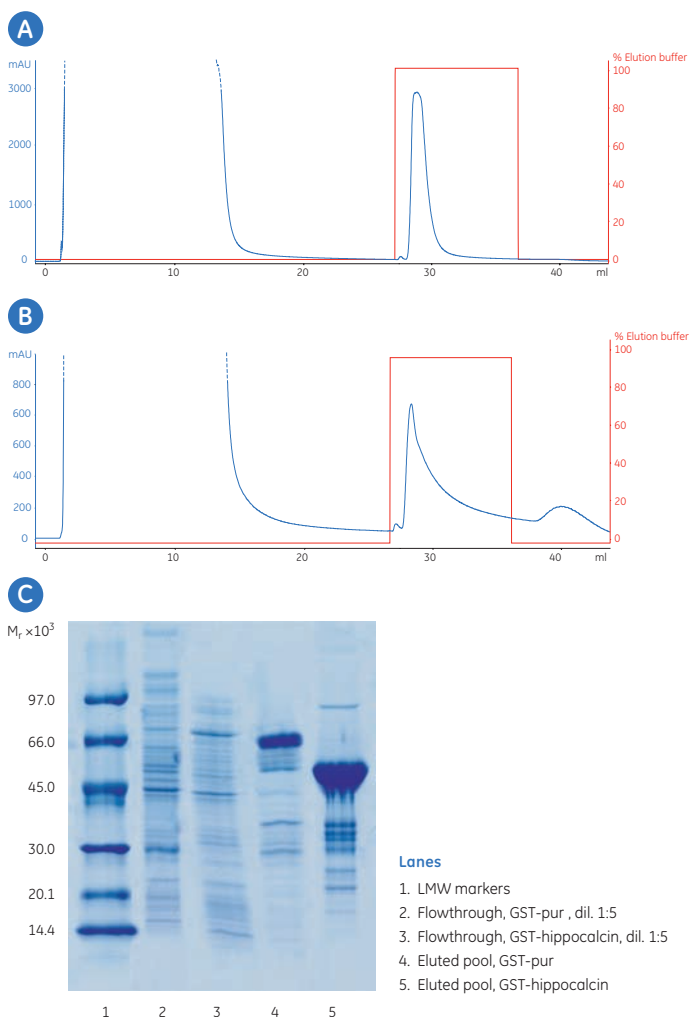 A
mAU
% Elution buffer
3000
2000
1000
0
100
80
60
40
20
0
0 10 20 30 40 ml
B
mAU
% Elution buffer
800
600
600
400
200
0
100
80
60
40
20
0
0 10 20 30 40 ml
C
Mr ×10³
97.0
66.0
45.0
30.0
20.1
14.4
1 2 3 4 5
Lanes
1. LMW markers
2. Flowthrough, GST-pur , dil. 1:5
3. Flowthrough, GST-hippocalcin, dil. 1:5
4. Eluted pool, GST-pur
5. Eluted pool, GST-hippocalcin